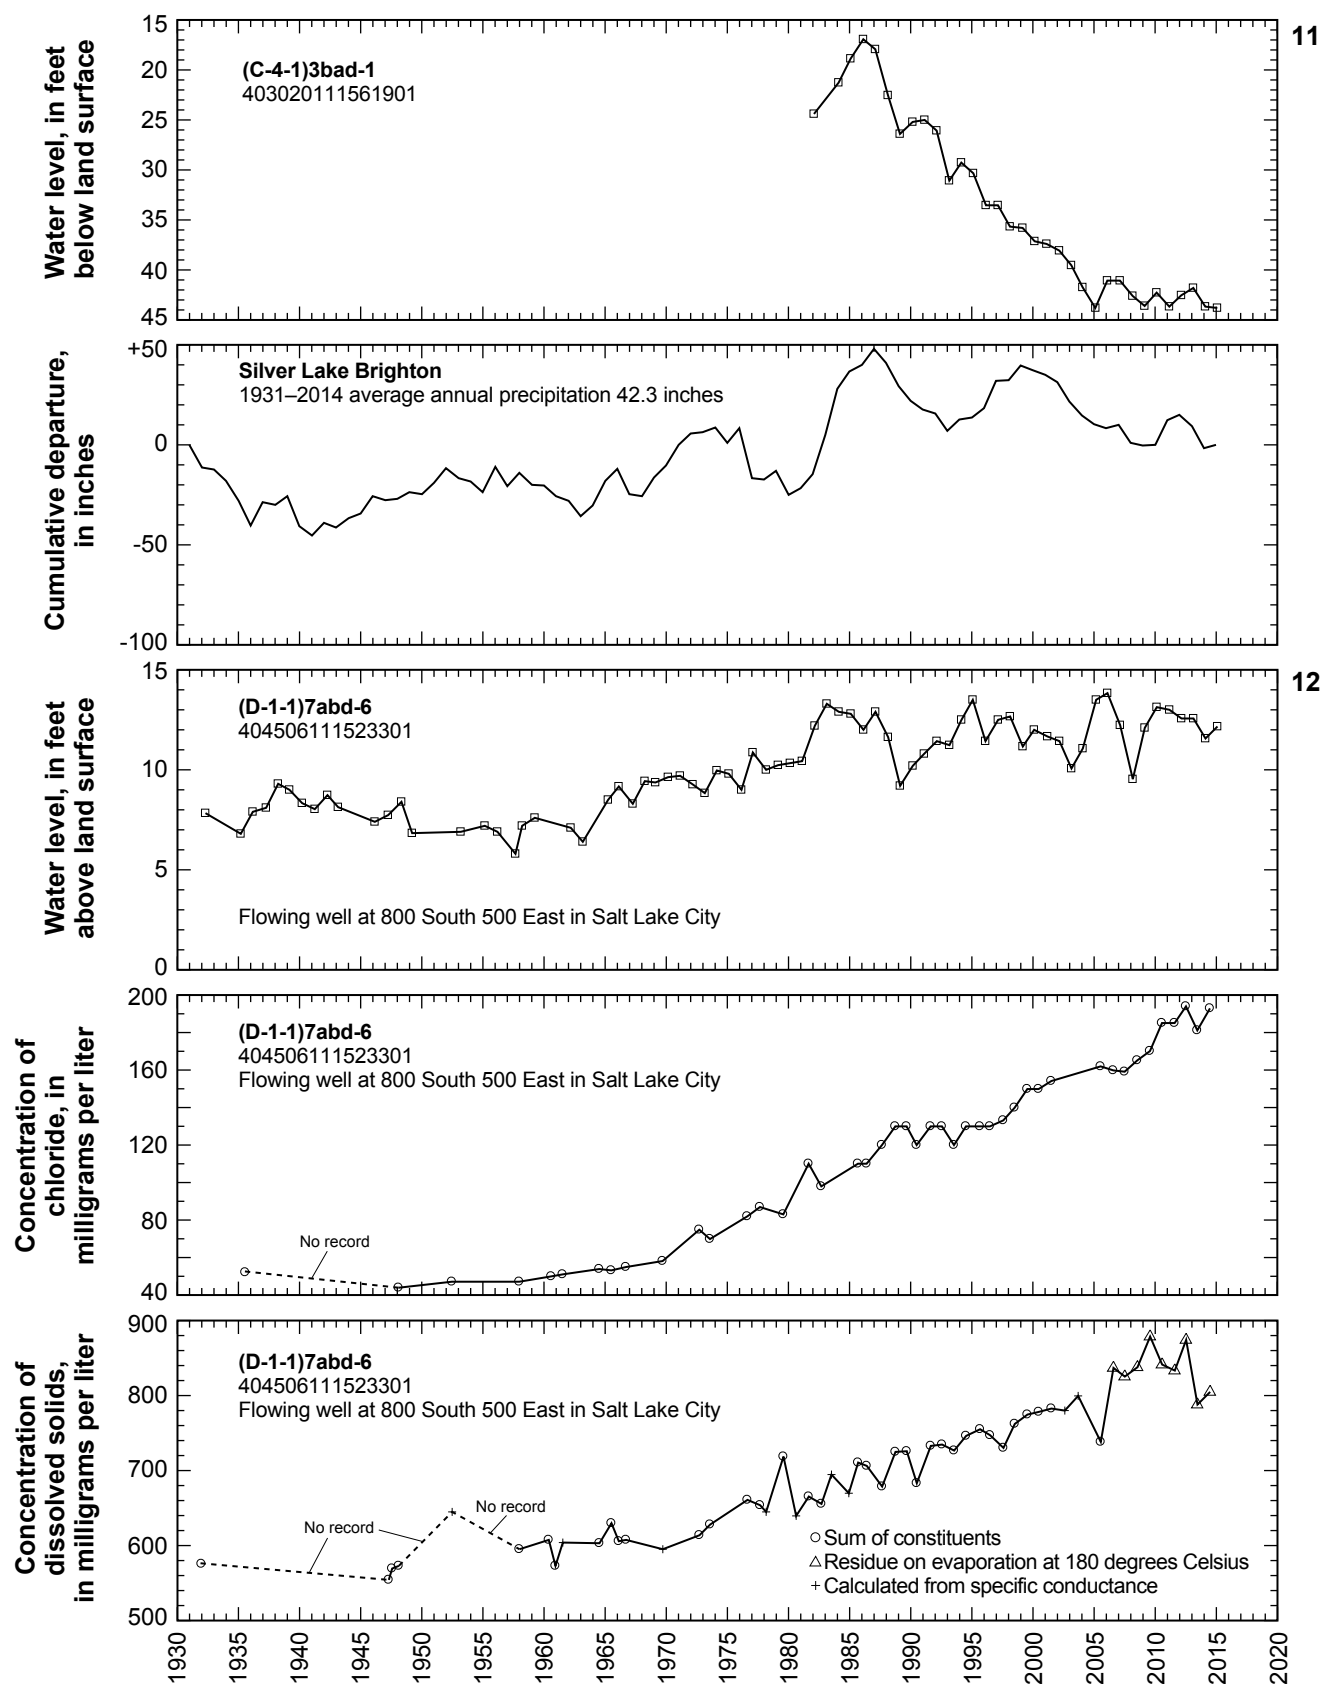 11
Water level, in feet
below land surface
15
20
25
30
35
40
45
(C-4-1)3bad-1
403020111561901
Cumulative departure,
in inches
+50
0
-50
-100
Silver Lake Brighton
1931–2014 average annual precipitation 42.3 inches
12
Water level, in feet
above land surface
15
10
5
0
(D-1-1)7abd-6
404506111523301
Flowing well at 800 South 500 East in Salt Lake City
Concentration of
chloride, in
milligrams per liter
200
160
120
80
40
(D-1-1)7abd-6
404506111523301
Flowing well at 800 South 500 East in Salt Lake City
No record
Concentration of
dissolved solids,
in milligrams per liter
900
800
700
600
500
(D-1-1)7abd-6
404506111523301
Flowing well at 800 South 500 East in Salt Lake City
No record
No record
Sum of constituents
Residue on evaporation at 180 degrees Celsius
Calculated from specific conductance
1930
1935
1940
1945
1950
1955
1960
1965
1970
1975
1980
1985
1990
1995
2000
2005
2010
2015
2020